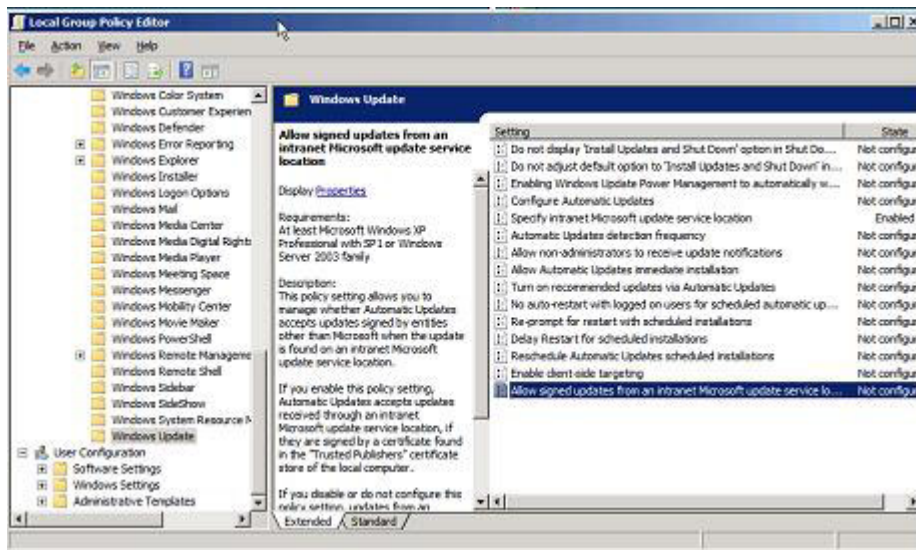 Local Group Policy Editor
File Action View Help
Windows Color System
Windows Customer Experien
Windows Defender
Windows Error Reporting
Windows Explorer
Windows Installer
Windows Logon Options
Windows Mail
Windows Media Center
Windows Media Digital Rights
Windows Media Player
Windows Meeting Space
Windows Messenger
Windows Mobility Center
Windows Movie Maker
Windows PowerShell
Windows Remote Manageme
Windows Remote Shell
Windows Sidebar
Windows SideShow
Windows System Resource M
Windows Update
User Configuration
Software Settings
Windows Settings
Administrative Templates
Windows Update
Allow signed updates from an
intranet Microsoft update service
location
Display Properties
Requirements:
At least Microsoft Windows XP
Professional with SP1 or Windows
Server 2003 family
Description:
This policy setting allows you to
manage whether Automatic Updates
accepts updates signed by entities
other than Microsoft when the update
is found on an intranet Microsoft
update service location.
If you enable this policy setting,
Automatic Updates accepts updates
received through an intranet
Microsoft update service location, if
they are signed by a certificate found
in the "Trusted Publishers" certificate
store of the local computer.
If you disable or do not configure this
policy setting, updates from an
Setting State
Do not display 'Install Updates and Shut Down' option in Shut Do.... Not configu
Do not adjust default option to 'Install Updates and Shut Down' in... Not configu
Enabling Windows Update Power Management to automatically w... Not configu
Configure Automatic Updates Not configu
Specify intranet Microsoft update service location Enabled
Automatic Updates detection frequency Not configu
Allow non-administrators to receive update notifications Not configu
Allow Automatic Updates immediate installation Not configu
Turn on recommended updates via Automatic Updates Not configu
No auto-restart with logged on users for scheduled automatic up... Not configu
Re-prompt for restart with scheduled installations Not configu
Delay Restart for scheduled installations Not configu
Reschedule Automatic Updates scheduled installations Not configu
Enable client-side targeting Not configu
Allow signed updates from an intranet Microsoft update service lo... Not configu
Extended Standard